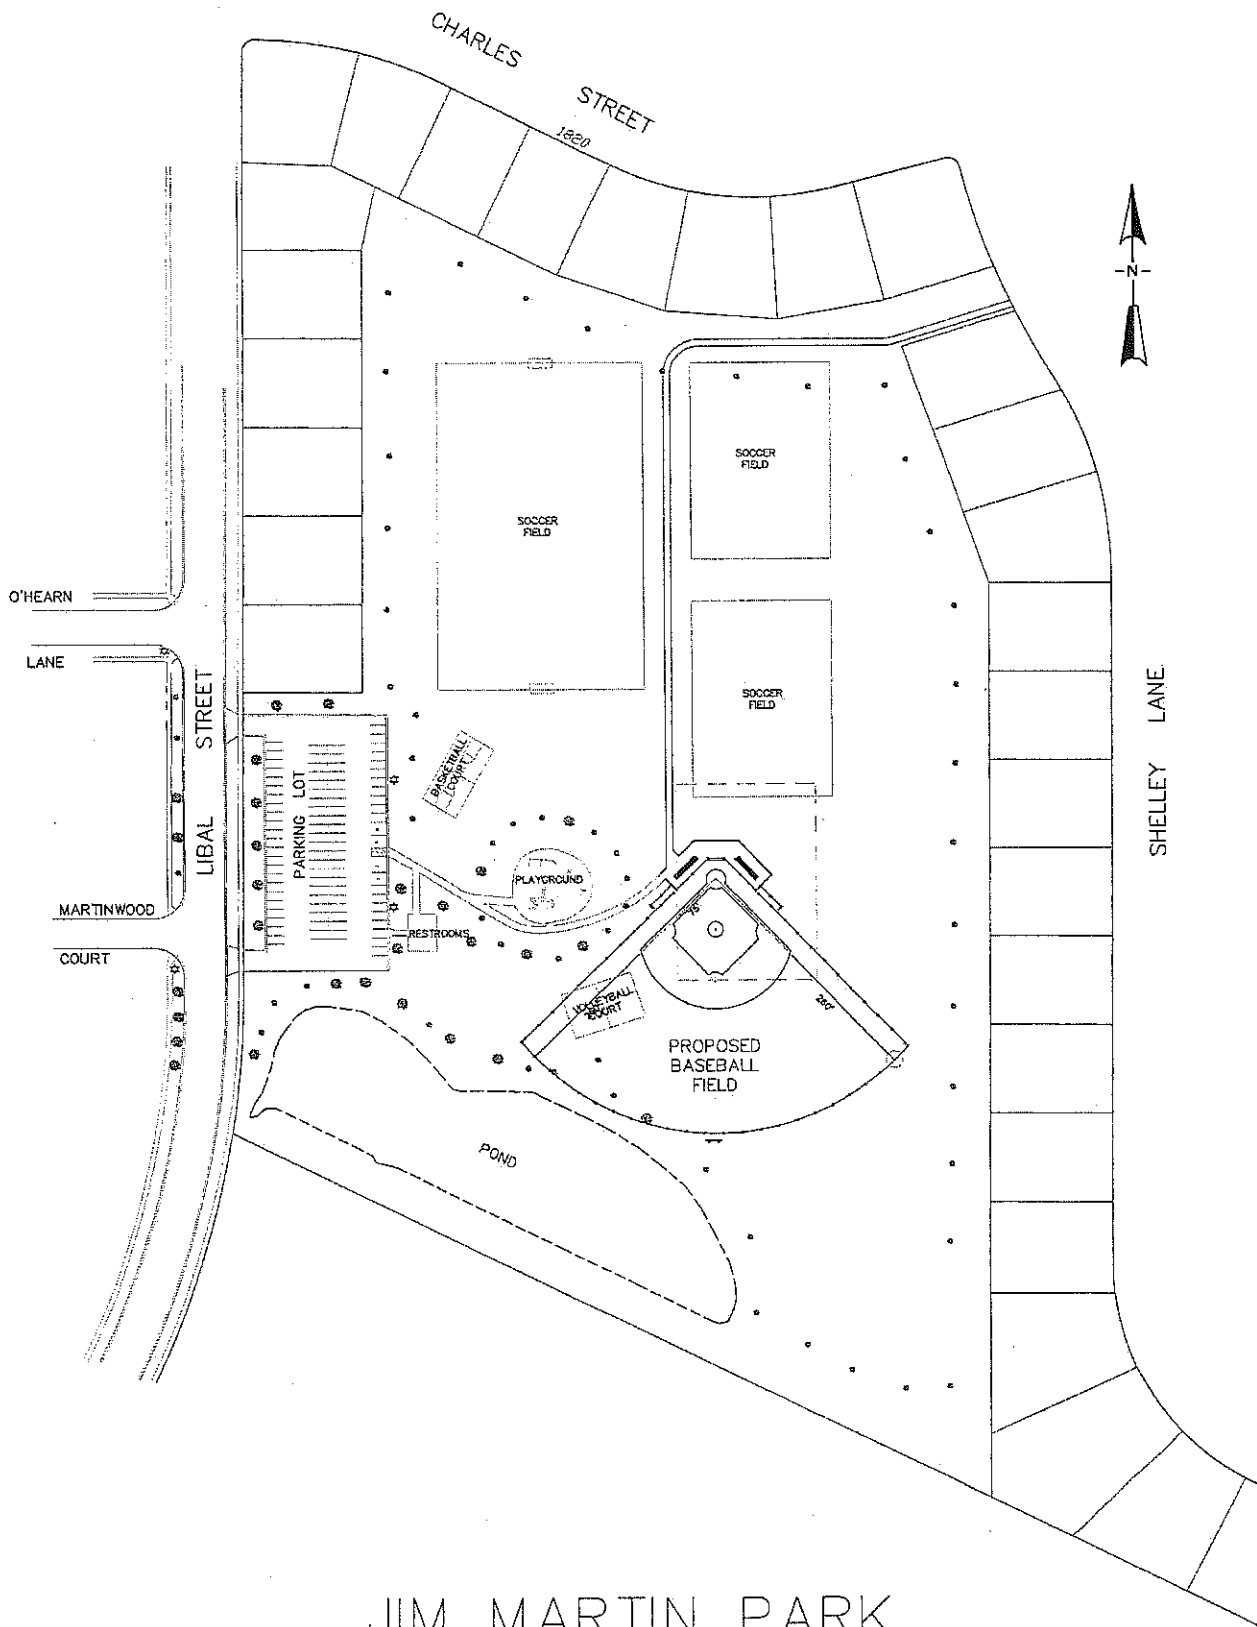 CHARLES
STREET
1820
-N-
SOCCER
FIELD
SOCCER
FIELD
O'HEARN
LANE
LIBAL STREET
SOCCER
FIELD
SHELLEY LANE
BASKETBALL
COURT
PARKING LOT
PLAYGROUND
MARTINWOOD
COURT
RESTROOMS
75'
VOLLEYBALL
COURT
260'
PROPOSED
BASEBALL
FIELD
POND
JIM MARTIN PARK